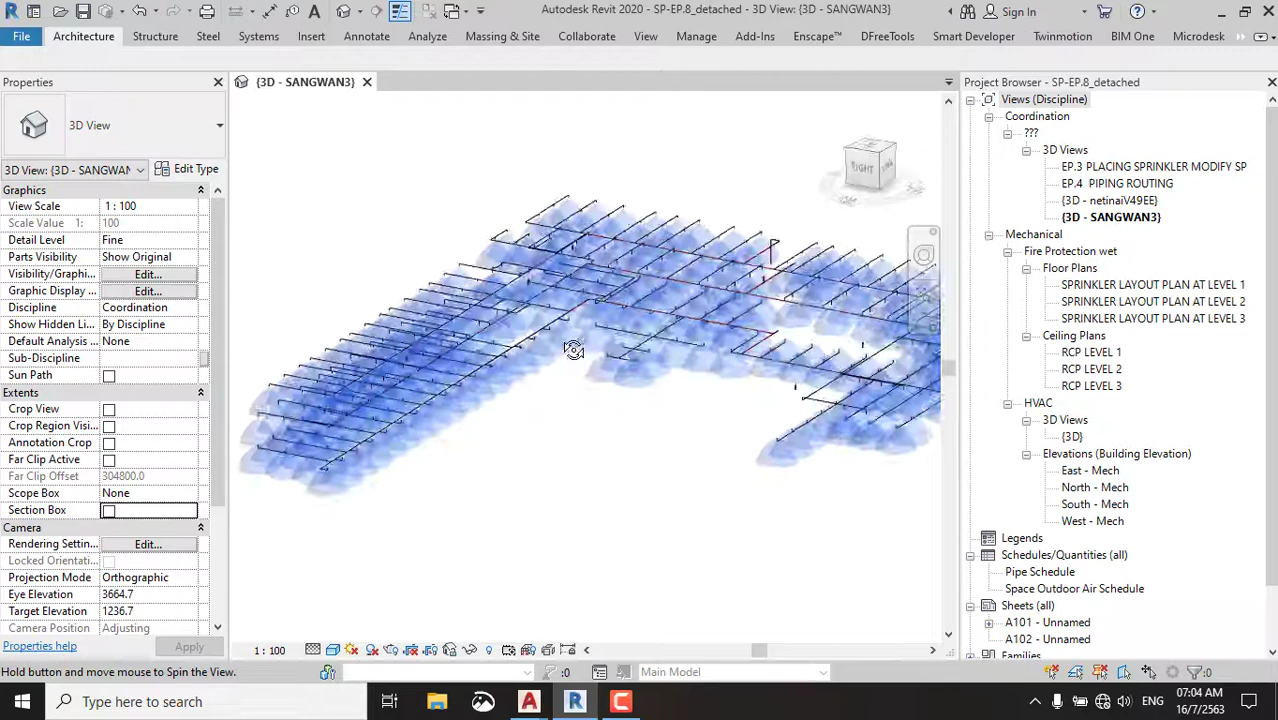 Autodesk Revit 2020 - SP-EP.8_detached - 3D View: {3D - SANGWAN3}
Sign In
File Architecture Structure Steel Systems Insert Annotate Analyze Massing & Site Collaborate View Manage Add-Ins Enscape™ DFreeTools Smart Developer Twinmotion BIM One Microdesk
Properties
{3D - SANGWAN3}
Project Browser - SP-EP.8_detached
3D View
3D View: {3D - SANGWAN
Edit Type
Graphics
View Scale 1 : 100
Scale Value 1: 100
Detail Level Fine
Parts Visibility Show Original
Visibility/Graphi... Edit...
Graphic Display ... Edit...
Discipline Coordination
Show Hidden Li... By Discipline
Default Analysis ... None
Sub-Discipline
Sun Path
Extents
Crop View
Crop Region Visi...
Annotation Crop
Far Clip Active
Far Clip Offset 304800.0
Scope Box None
Section Box
Camera
Rendering Settin... Edit...
Locked Orientati...
Projection Mode Orthographic
Eye Elevation 3664.7
Target Elevation 1236.7
Camera Position Adjusting
Properties help
Apply
RIGHT
Views (Discipline)
Coordination
???
3D Views
EP.3 PLACING SPRINKLER MODIFY SP
EP.4 PIPING ROUTING
{3D - netinaiV49EE}
{3D - SANGWAN3}
Mechanical
Fire Protection wet
Floor Plans
SPRINKLER LAYOUT PLAN AT LEVEL 1
SPRINKLER LAYOUT PLAN AT LEVEL 2
SPRINKLER LAYOUT PLAN AT LEVEL 3
Ceiling Plans
RCP LEVEL 1
RCP LEVEL 2
RCP LEVEL 3
HVAC
3D Views
{3D}
Elevations (Building Elevation)
East - Mech
North - Mech
South - Mech
West - Mech
Legends
Schedules/Quantities (all)
Pipe Schedule
Space Outdoor Air Schedule
Sheets (all)
A101 - Unnamed
A102 - Unnamed
Families
1 : 100
Hold button and move mouse to Spin the View.
:0
Main Model
:0
Type here to search
ENG
07:04 AM
16/7/2563